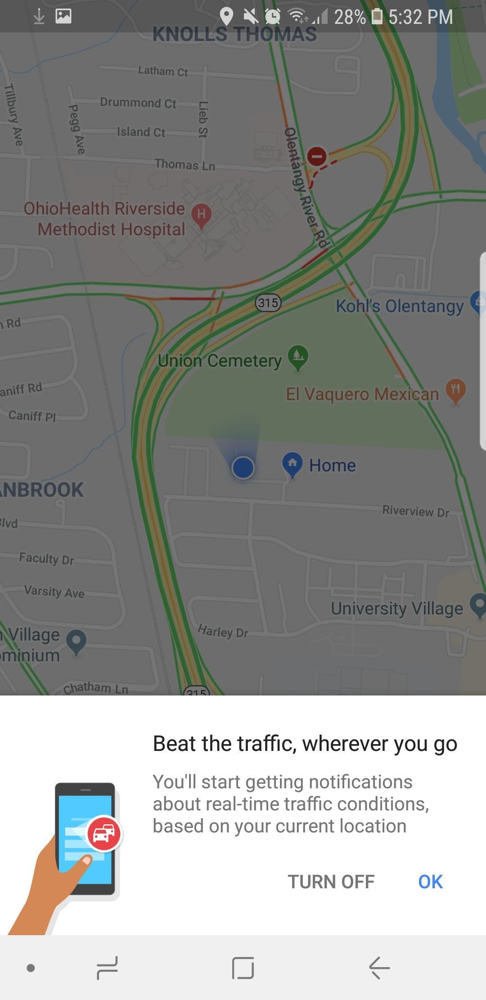 28% 5:32 PM
KNOLLS THOMAS
Latham Ct
Tillbury Ave
Drummond Ct
Pegg Ave
Lieb St
Island Ct
Olentangy River Rd
Thomas Ln
OhioHealth Riverside
Methodist Hospital
H
315
Kohl's Olentangy
n Rd
Union Cemetery
aniff Rd
El Vaquero Mexican
Caniff Pl
Home
ANBROOK
Riverview Dr
Blvd
Faculty Dr
Varsity Ave
University Village
Harley Dr
n Village
ominium
Chatham Ln
315
Beat the traffic, wherever you go
You'll start getting notifications
about real-time traffic conditions,
based on your current location
TURN OFF OK